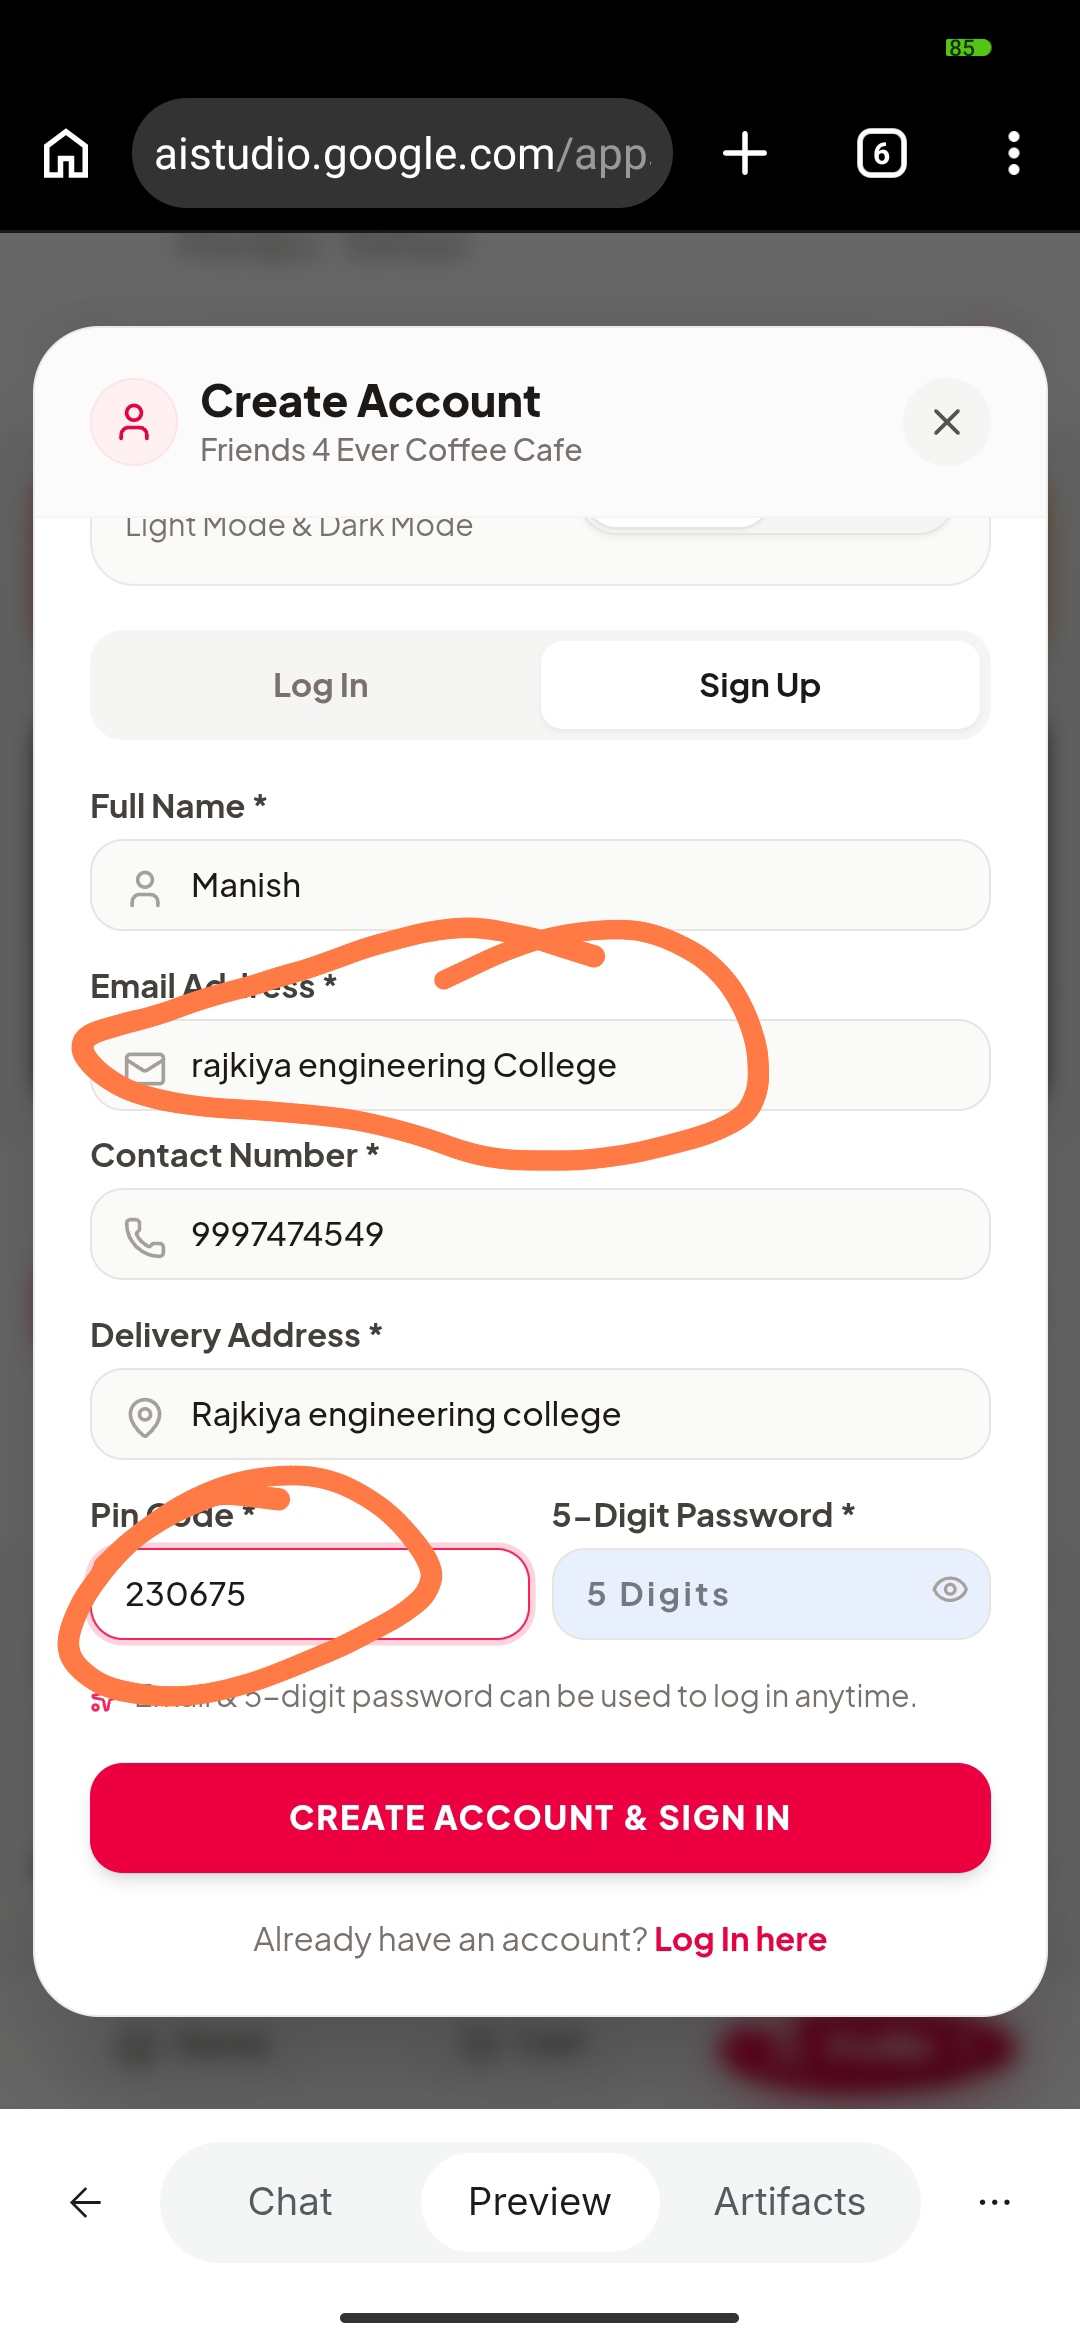 85
aistudio.google.com/app
6
Create Account
Friends 4 Ever Coffee Cafe
Light Mode & Dark Mode
Log In
Sign Up
Full Name *
Manish
Email Address *
rajkiya engineering College
Contact Number *
9997474549
Delivery Address *
Rajkiya engineering college
Pin Code *
5-Digit Password *
230675
5 Digits
Email & 5-digit password can be used to log in anytime.
CREATE ACCOUNT & SIGN IN
Already have an account? Log In here
Chat
Preview
Artifacts